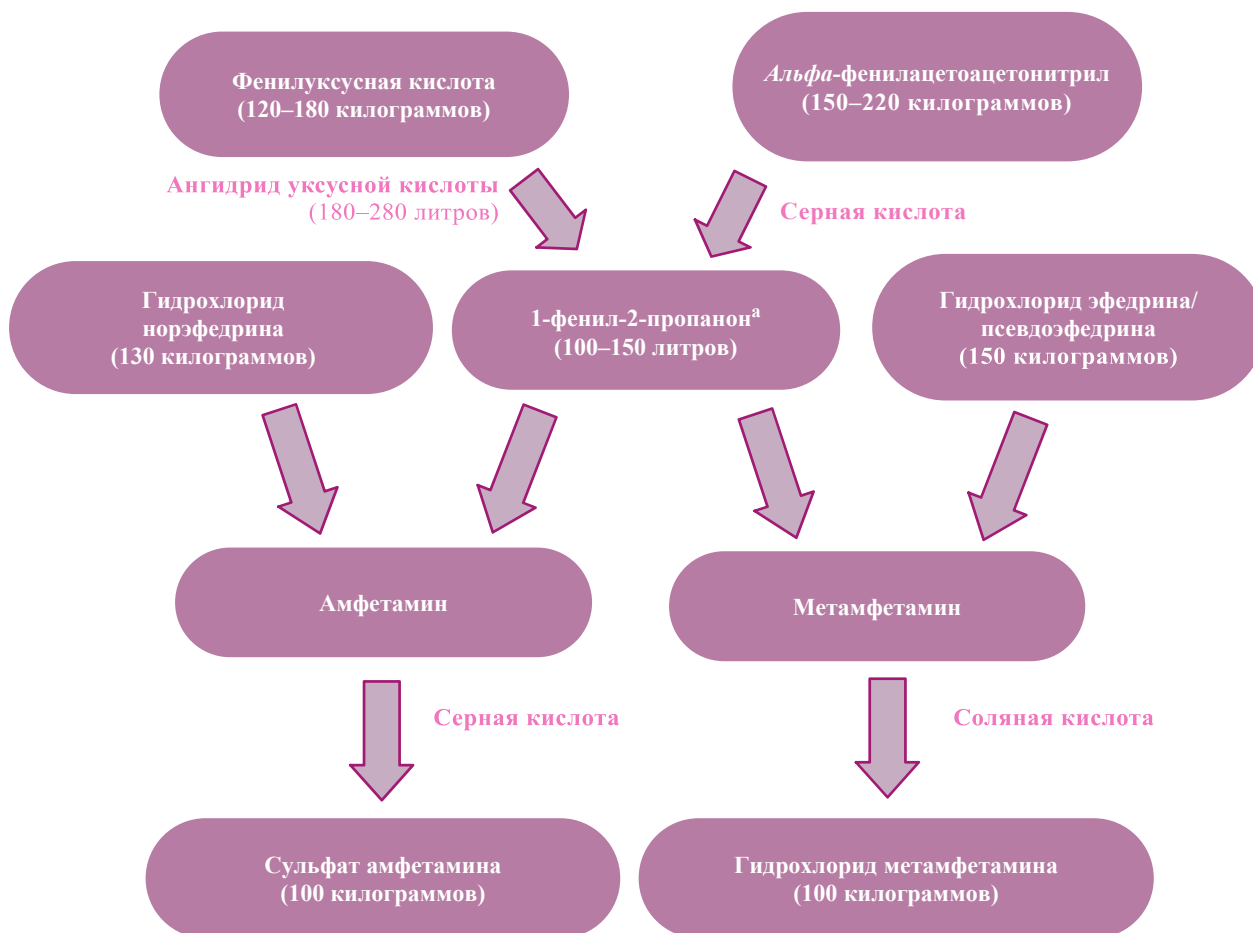 Фенилуксусная кислота
(120–180 килограммов)
Альфа-фенилацетоацетонитрил
(150–220 килограммов)
Ангидрид уксусной кислоты
(180–280 литров)
Серная кислота
Гидрохлорид
норэфедрина
(130 килограммов)
1-фенил-2-пропанонª
(100–150 литров)
Гидрохлорид эфедрина/
псевдоэфедрина
(150 килограммов)
Амфетамин
Метамфетамин
Серная кислота
Соляная кислота
Сульфат амфетамина
(100 килограммов)
Гидрохлорид метамфетамина
(100 килограммов)